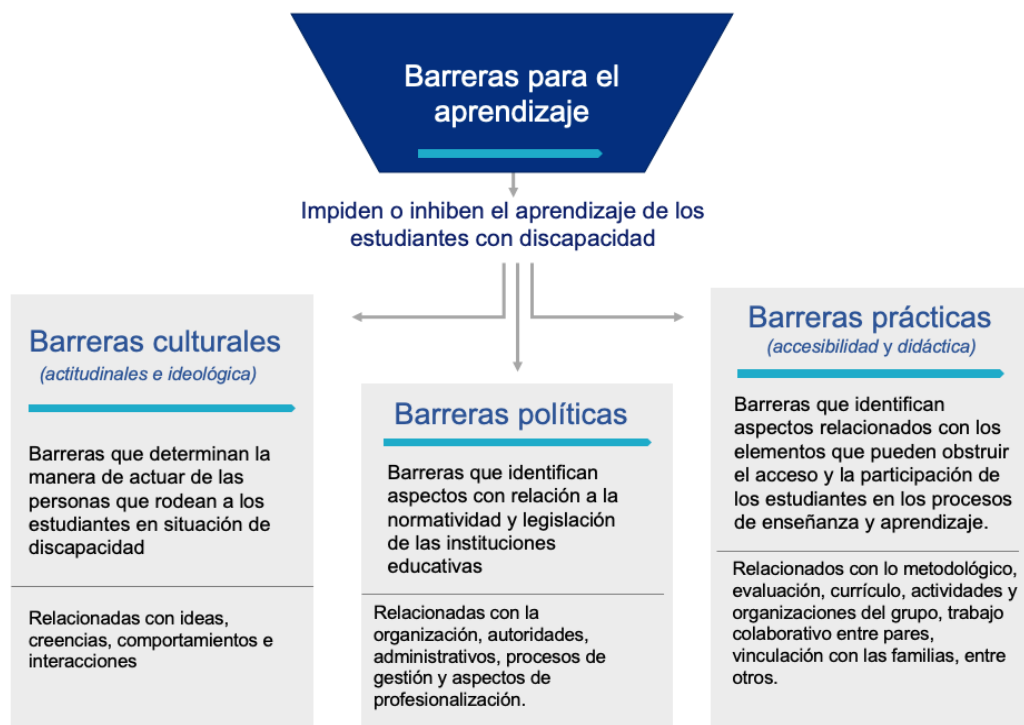 Barreras para el
aprendizaje
Impiden o inhiben el aprendizaje de los
estudiantes con discapacidad
Barreras culturales
(actitudinales e ideológica)
Barreras que determinan la
manera de actuar de las
personas que rodean a los
estudiantes en situación de
discapacidad
Relacionadas con ideas,
creencias, comportamientos e
interacciones
Barreras políticas
Barreras que identifican
aspectos con relación a la
normatividad y legislación
de las instituciones
educativas
Relacionadas con la
organización, autoridades,
administrativos, procesos de
gestión y aspectos de
profesionalización.
Barreras prácticas
(accesibilidad y didáctica)
Barreras que identifican
aspectos relacionados con los
elementos que pueden obstruir
el acceso y la participación de
los estudiantes en los procesos
de enseñanza y aprendizaje.
Relacionados con lo metodológico,
evaluación, currículo, actividades y
organizaciones del grupo, trabajo
colaborativo entre pares,
vinculación con las familias, entre
otros.